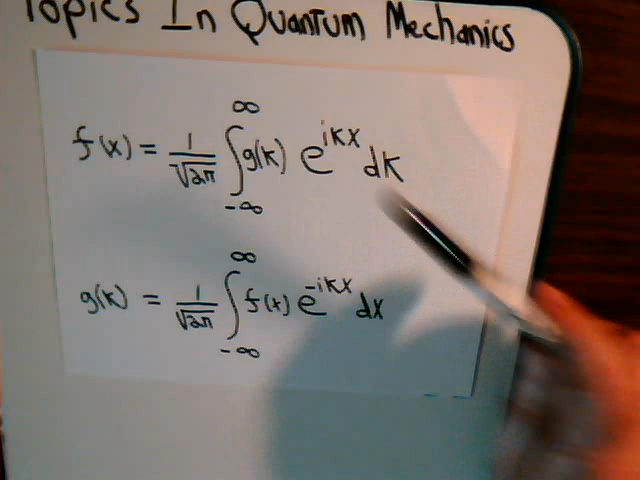 Topics In Quantum Mechanics
f(x) = 1/√2π ∫_{-∞}^{∞} g(k) e^{ikx} dk
g(k) = 1/√2π ∫_{-∞}^{∞} f(x) e^{-ikx} dx